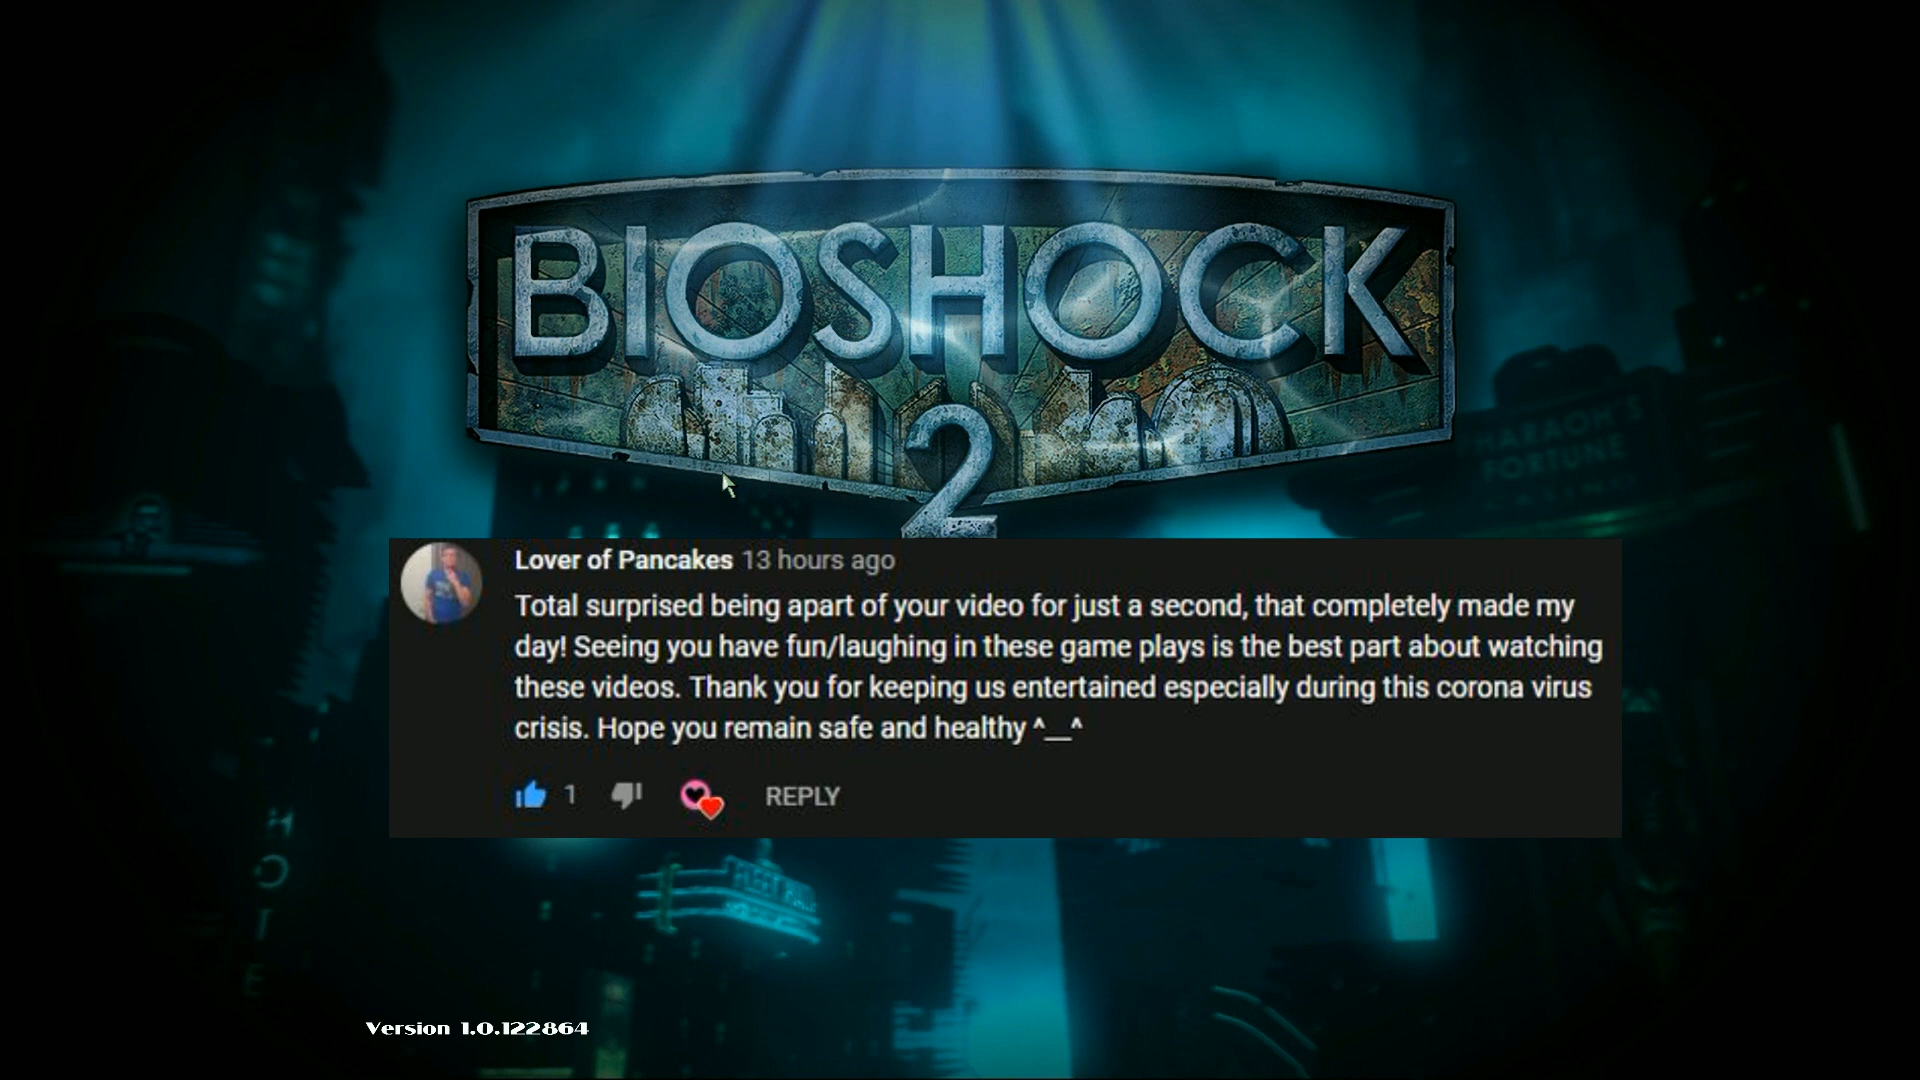 BIOSHOCK
2
PHARAOH'S
FORTUNE
CASINO
Lover of Pancakes 13 hours ago
Total surprised being apart of your video for just a second, that completely made my
day! Seeing you have fun/laughing in these game plays is the best part about watching
these videos. Thank you for keeping us entertained especially during this corona virus
crisis. Hope you remain safe and healthy ^__^
1 REPLY
Version 1.0.122864